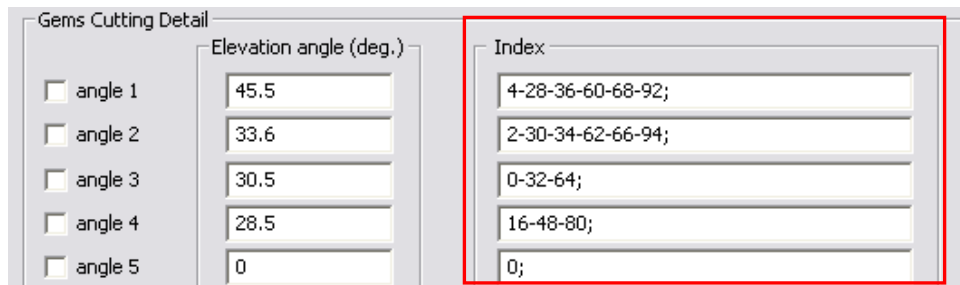 Gems Cutting Detail
Elevation angle (deg.) Index
angle 1 45.5 4-28-36-60-68-92;
angle 2 33.6 2-30-34-62-66-94;
angle 3 30.5 0-32-64;
angle 4 28.5 16-48-80;
angle 5 0 0;